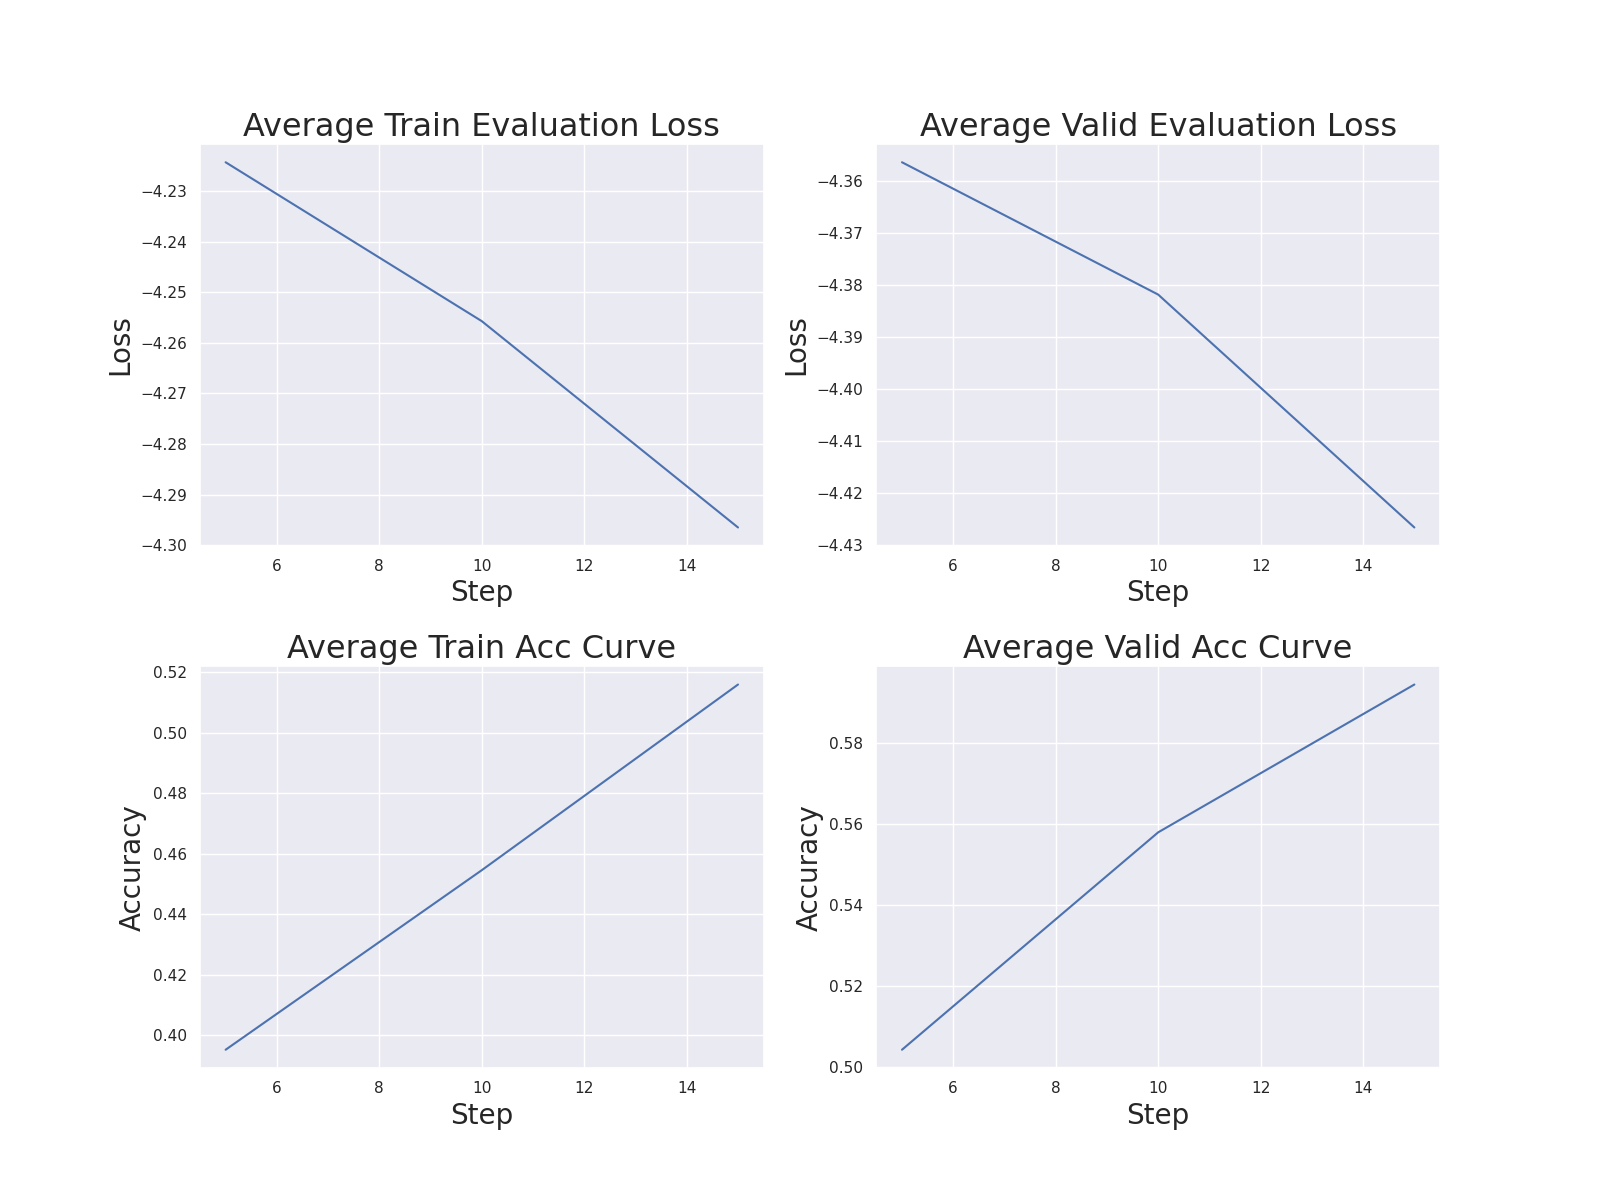 Average Train Evaluation Loss
Loss
−4.23
−4.24
−4.25
−4.26
−4.27
−4.28
−4.29
−4.30
6 8 10 12 14
Step
Average Valid Evaluation Loss
Loss
−4.36
−4.37
−4.38
−4.39
−4.40
−4.41
−4.42
−4.43
6 8 10 12 14
Step
Average Train Acc Curve
Accuracy
0.52
0.50
0.48
0.46
0.44
0.42
0.40
6 8 10 12 14
Step
Average Valid Acc Curve
Accuracy
0.58
0.56
0.54
0.52
0.50
6 8 10 12 14
Step